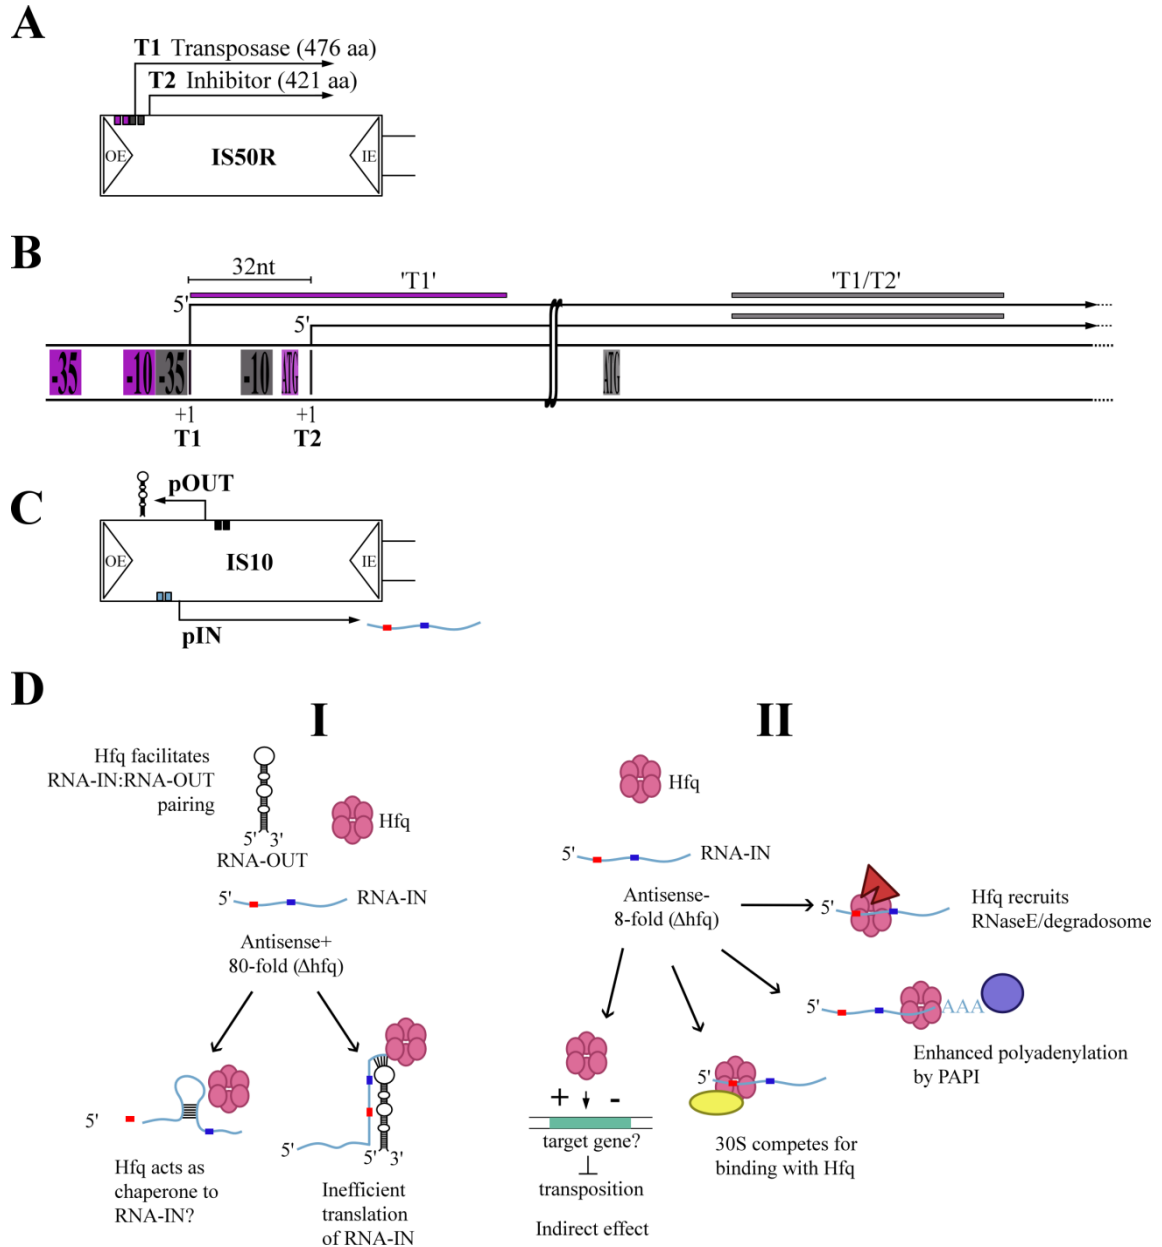 A
T1 Transposase (476 aa)
T2 Inhibitor (421 aa)
OE
IS50R
IE
B
32nt
'T1'
'T1/T2'
5'
5'
-35
-10
-35
-10
ATG
ATG
+1
+1
T1
T2
C
pOUT
OE
IS10
IE
pIN
D
I
II
Hfq facilitates
RNA-IN:RNA-OUT
pairing
Hfq
5' 3'
RNA-OUT
5'
RNA-IN
Antisense+
80-fold (Δhfq)
5'
Hfq acts as
chaperone to
RNA-IN?
5'
5' 3'
Inefficient
translation
of RNA-IN
Hfq
5'
RNA-IN
Antisense-
8-fold (Δhfq)
5'
Hfq recruits
RNaseE/degradosome
5'
AAA
Enhanced polyadenylation
by PAPI
5'
30S competes for
binding with Hfq
+ -
target gene?
transposition
Indirect effect